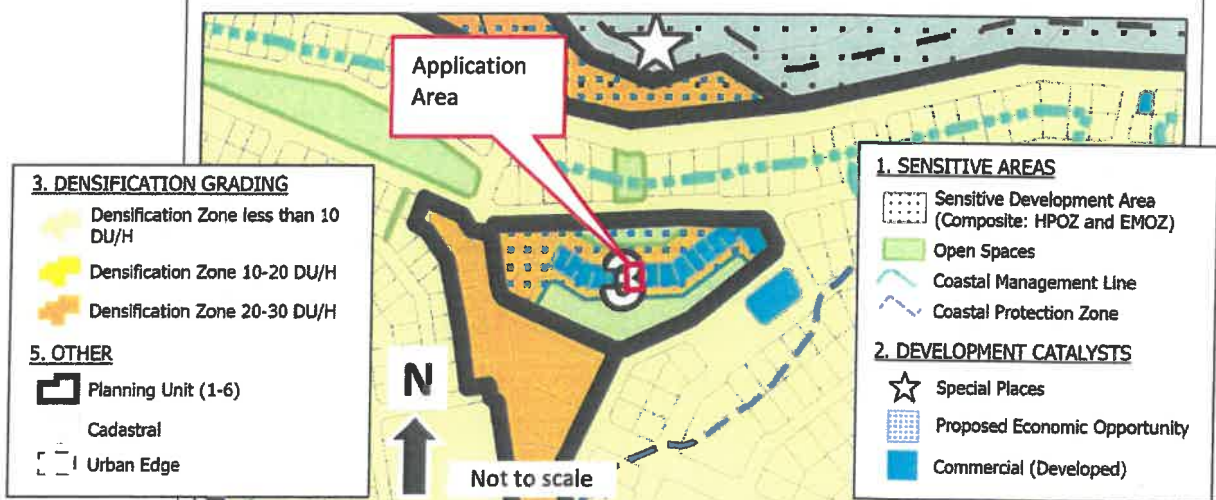 Application
Area
3. DENSIFICATION GRADING
Densification Zone less than 10
DU/H
Densification Zone 10-20 DU/H
Densification Zone 20-30 DU/H
5. OTHER
Planning Unit (1-6)
Cadastral
Urban Edge
3
N
Not to scale
1. SENSITIVE AREAS
Sensitive Development Area
(Composite: HPOZ and EMOZ)
Open Spaces
Coastal Management Line
Coastal Protection Zone
2. DEVELOPMENT CATALYSTS
Special Places
Proposed Economic Opportunity
Commercial (Developed)